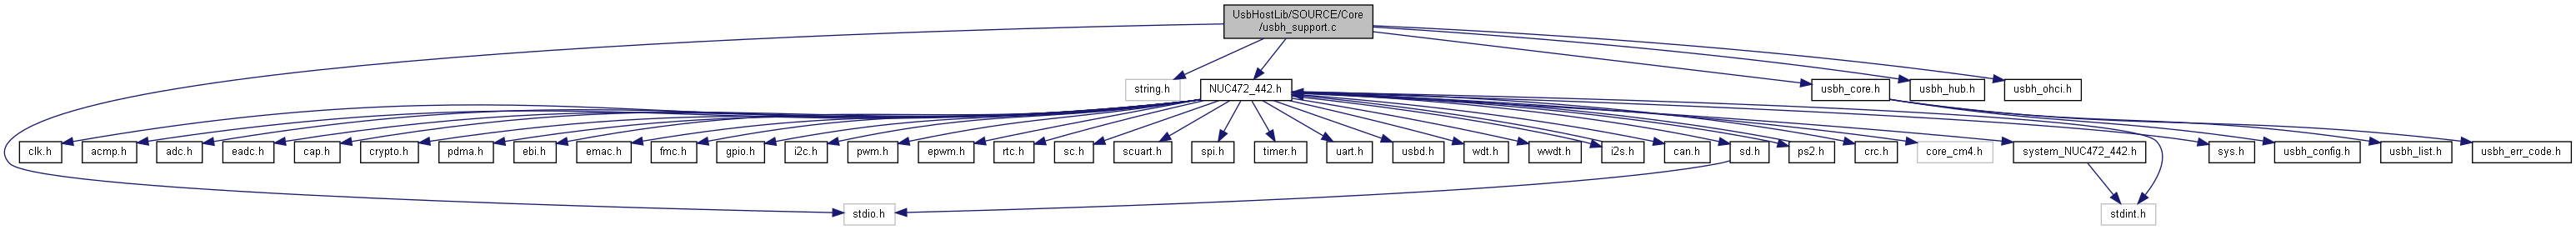 UsbHostLib/SOURCE/Core
/usbh_support.c
string.h
NUC472_442.h
usbh_core.h
usbh_hub.h
usbh_ohci.h
clk.h
acmp.h
adc.h
eadc.h
cap.h
crypto.h
pdma.h
ebi.h
emac.h
fmc.h
gpio.h
i2c.h
pwm.h
epwm.h
rtc.h
sc.h
scuart.h
spi.h
timer.h
uart.h
usbd.h
wdt.h
wwdt.h
i2s.h
can.h
sd.h
ps2.h
crc.h
core_cm4.h
system_NUC472_442.h
sys.h
usbh_config.h
usbh_list.h
usbh_err_code.h
stdio.h
stdint.h